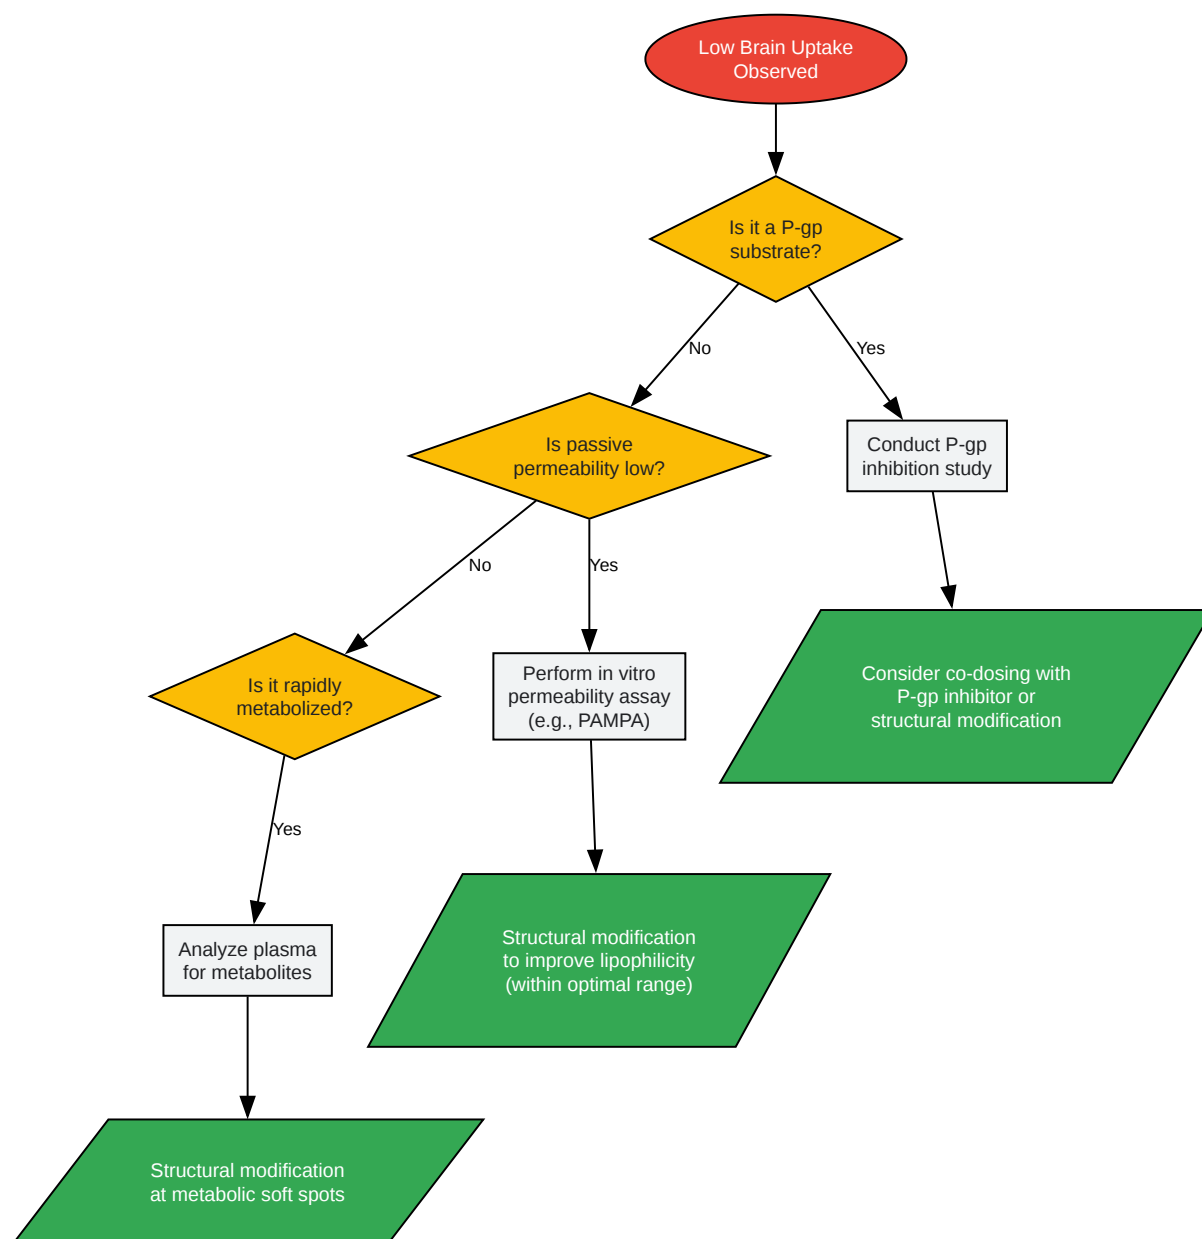 Low Brain Uptake
Observed
Is it a P-gp
substrate?
No
Yes
Is passive
permeability low?
Conduct P-gp
inhibition study
No
Yes
Is it rapidly
metabolized?
Perform in vitro
permeability assay
(e.g., PAMPA)
Consider co-dosing with
P-gp inhibitor or
structural modification
Yes
Analyze plasma
for metabolites
Structural modification
to improve lipophilicity
(within optimal range)
Structural modification
at metabolic soft spots